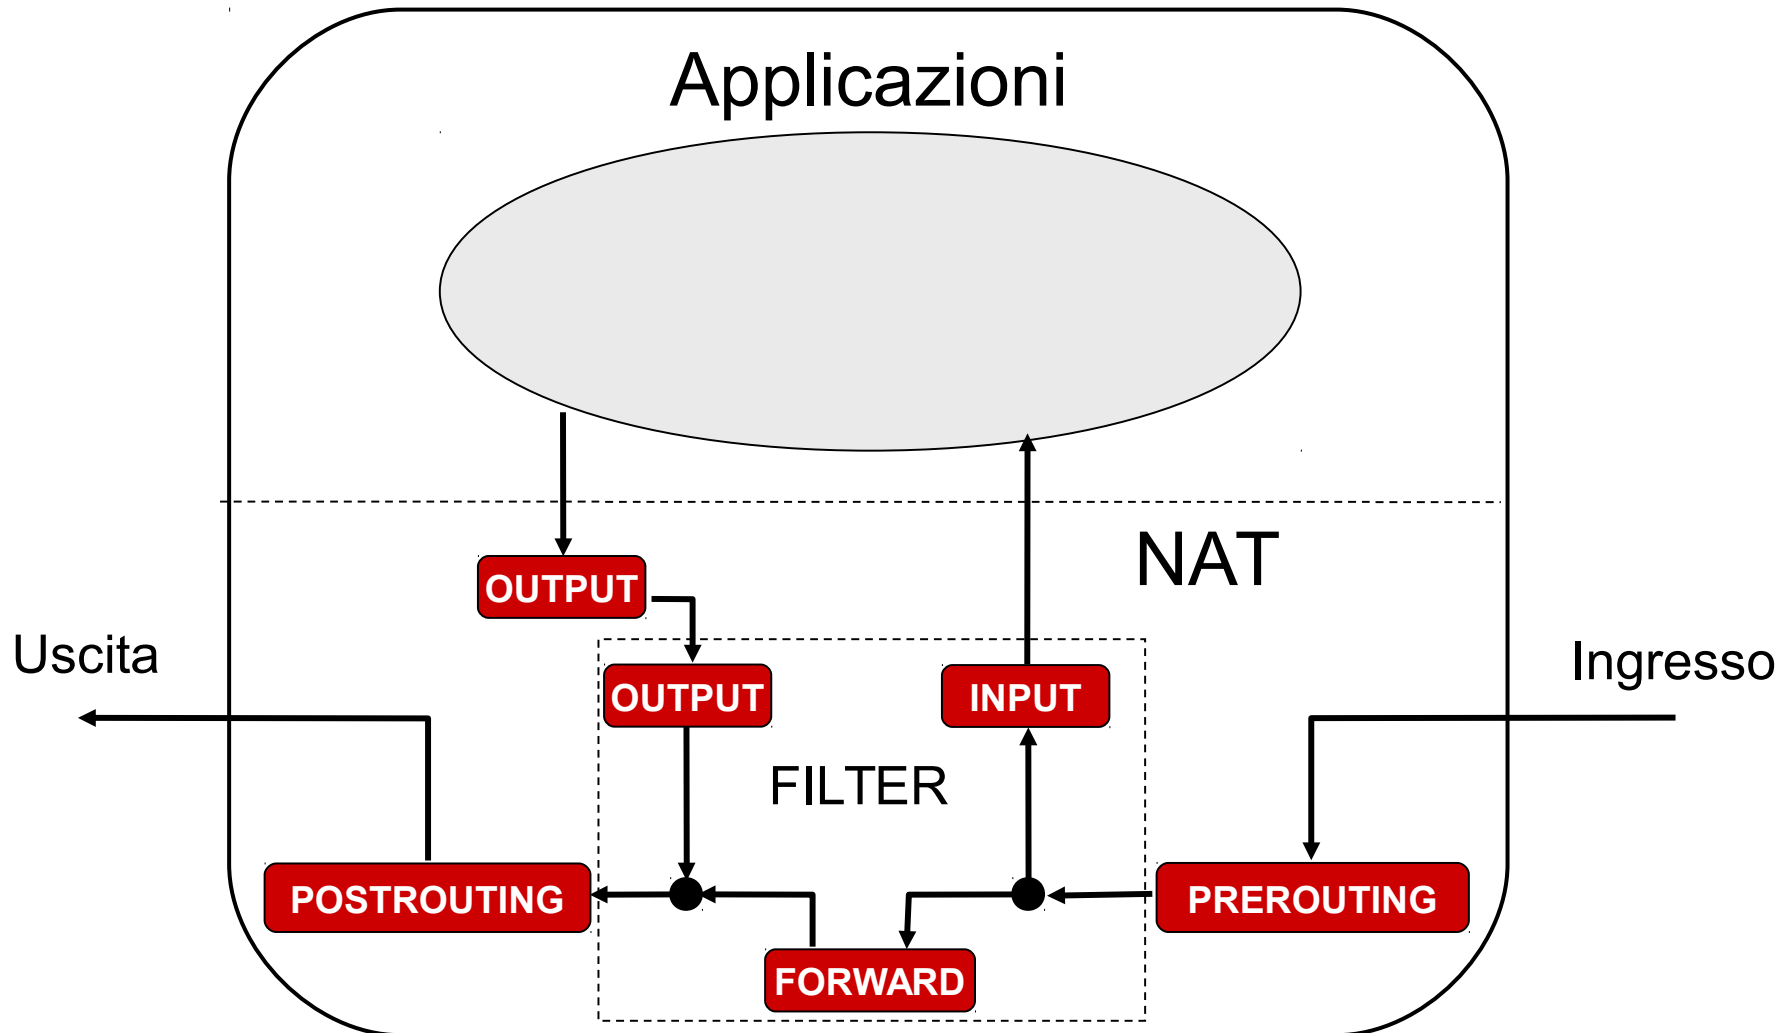 Applicazioni
NAT
OUTPUT
Uscita
Ingresso
OUTPUT
INPUT
FILTER
POSTROUTING
PREROUTING
FORWARD